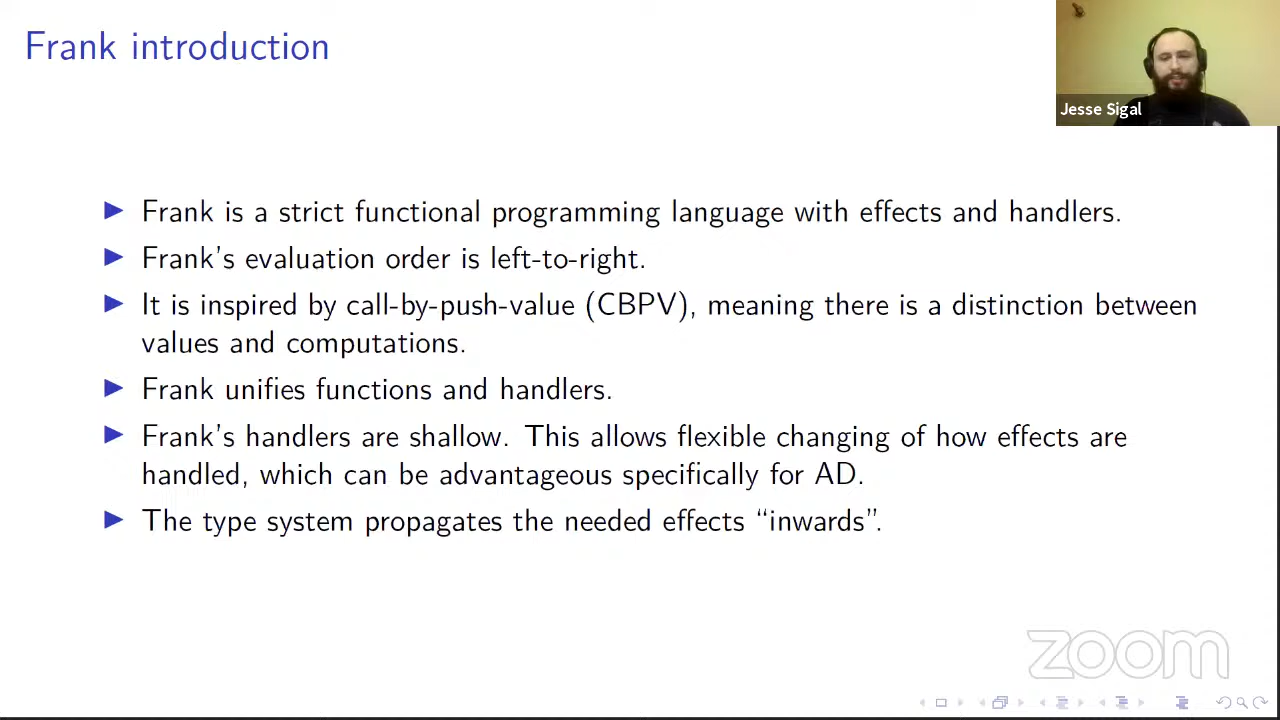 Frank introduction
Jesse Sigal
▶ Frank is a strict functional programming language with effects and handlers.
▶ Frank's evaluation order is left-to-right.
▶ It is inspired by call-by-push-value (CBPV), meaning there is a distinction between
values and computations.
▶ Frank unifies functions and handlers.
▶ Frank's handlers are shallow. This allows flexible changing of how effects are
handled, which can be advantageous specifically for AD.
▶ The type system propagates the needed effects “inwards”.
zoom